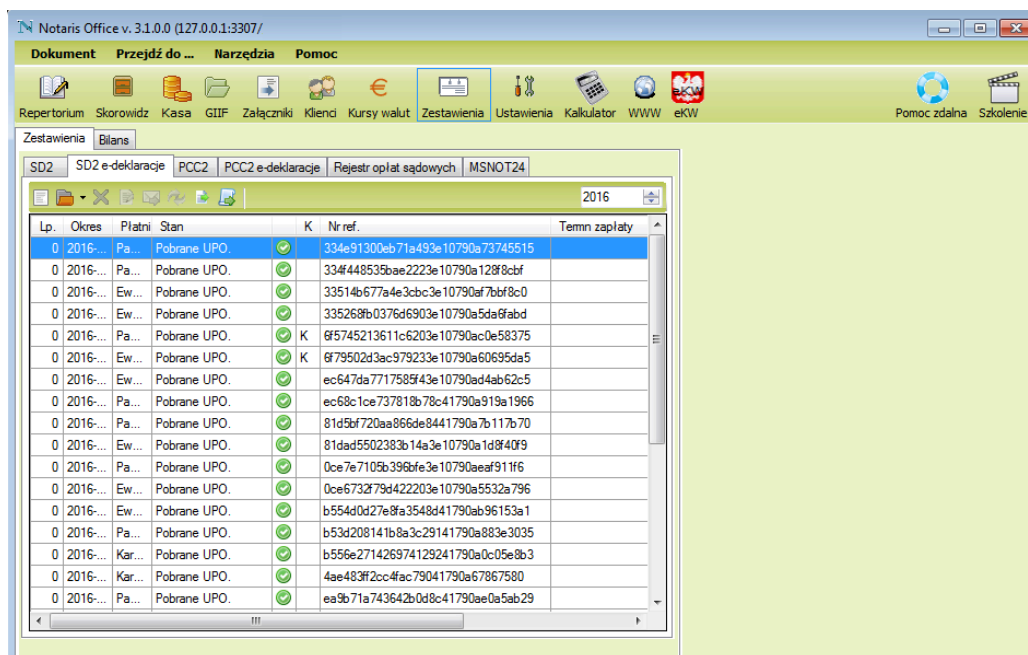 Notaris Office v. 3.1.0.0 (127.0.0.1:3307/
Dokument Przejdź do ... Narzędzia Pomoc
eKW
Repertorium Skorowidz Kasa GIIF Załączniki Klienci Kursy walut Zestawienia Ustawienia Kalkulator WWW eKW Pomoc zdalna Szkolenie
Zestawienia Bilans
SD2 SD2 e-deklaracje PCC2 PCC2 e-deklaracje Rejestr opłat sądowych MSNOT24
2016
Lp. Okres Płatni Stan K Nr ref. Termn zapłaty
0 2016-... Pa... Pobrane UPO. 334e91300eb71a493e10790a73745515
0 2016-... Pa... Pobrane UPO. 334f448535bae2223e10790a128f8cbf
0 2016-... Ew... Pobrane UPO. 33514b677a4e3cbc3e10790af7bbf8c0
0 2016-... Ew... Pobrane UPO. 335268fb0376d6903e10790a5da6fabd
0 2016-... Pa... Pobrane UPO. K 6f5745213611c6203e10790ac0e58375
0 2016-... Ew... Pobrane UPO. K 6f79502d3ac979233e10790a60695da5
0 2016-... Ew... Pobrane UPO. ec647da7717585f43e10790ad4ab62c5
0 2016-... Pa... Pobrane UPO. ec68c1ce737818b78c41790a919a1966
0 2016-... Pa... Pobrane UPO. 81d5bf720aa866de8441790a7b117b70
0 2016-... Ew... Pobrane UPO. 81dad5502383b14a3e10790a1d8f40f9
0 2016-... Pa... Pobrane UPO. 0ce7e7105b396bfe3e10790aeaf911f6
0 2016-... Ew... Pobrane UPO. 0ce6732f79d422203e10790a5532a796
0 2016-... Ew... Pobrane UPO. b554d0d27e8fa3548d41790ab96153a1
0 2016-... Pa... Pobrane UPO. b53d208141b8a3c29141790a883e3035
0 2016-... Kar... Pobrane UPO. b556e271426974129241790a0c05e8b3
0 2016-... Kar... Pobrane UPO. 4ae483ff2cc4fac79041790a67867580
0 2016-... Pa... Pobrane UPO. ea9b71a743642b0d8c41790ae0a5ab29